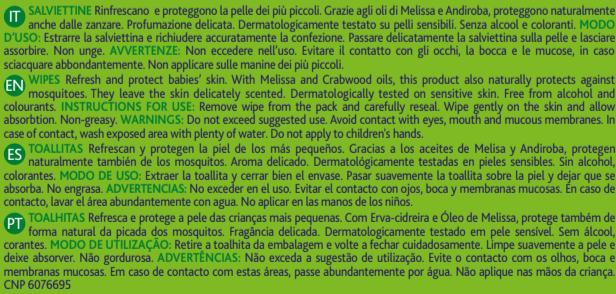 IT SALVIETTINE Rinfrescano e proteggono la pelle dei più piccoli. Grazie agli oli di Melissa e Andiroba, proteggono naturalmente
anche dalle zanzare. Profumazione delicata. Dermatologicamente testato su pelli sensibili. Senza alcool e coloranti. MODO
D'USO: Estrarre la salviettina e richiudere accuratamente la confezione. Passare delicatamente la salviettina sulla pelle e lasciare
assorbire. Non unge. AVVERTENZE: Non eccedere nell'uso. Evitare il contatto con gli occhi, la bocca e le mucose, in caso
sciacquare abbondantemente. Non applicare sulle manine dei più piccoli.
EN WIPES Refresh and protect babies' skin. With Melissa and Crabwood oils, this product also naturally protects against
mosquitoes. They leave the skin delicately scented. Dermatologically tested on sensitive skin. Free from alcohol and
colourants. INSTRUCTIONS FOR USE: Remove wipe from the pack and carefully reseal. Wipe gently on the skin and allow
absorbtion. Non-greasy. WARNINGS: Do not exceed suggested use. Avoid contact with eyes, mouth and mucous membranes. In
case of contact, wash exposed area with plenty of water. Do not apply to children's hands.
ES TOALLITAS Refrescan y protegen la piel de los más pequeños. Gracias a los aceites de Melisa y Andiroba, protegen
naturalmente también de los mosquitos. Aroma delicado. Dermatológicamente testadas en pieles sensibles. Sin alcohol,
colorantes. MODO DE USO: Extraer la toallita y cerrar bien el envase. Pasar suavemente la toallita sobre la piel y dejar que se
absorba. No engrasa. ADVERTENCIAS: No exceder en el uso. Evitar el contacto con ojos, boca y membranas mucosas. En caso de
contacto, lavar el área abundantemente con agua. No aplicar en las manos de los niños.
PT TOALHITAS Refresca e protege a pele das crianças mais pequenas. Com Erva-cidreira e Óleo de Melissa, protege também de
forma natural da picada dos mosquitos. Fragância delicada. Dermatologicamente testado em pele sensível. Sem álcool,
corantes. MODO DE UTILIZAÇÃO: Retire a toalhita da embalagem e volte a fechar cuidadosamente. Limpe suavemente a pele e
deixe absorver. Não gordurosa. ADVERTÊNCIAS: Não exceda a sugestão de utilização. Evite o contacto com os olhos, boca e
membranas mucosas. Em caso de contacto com estas áreas, passe abundantemente por água. Não aplique nas mãos da criança.
CNP 6076695